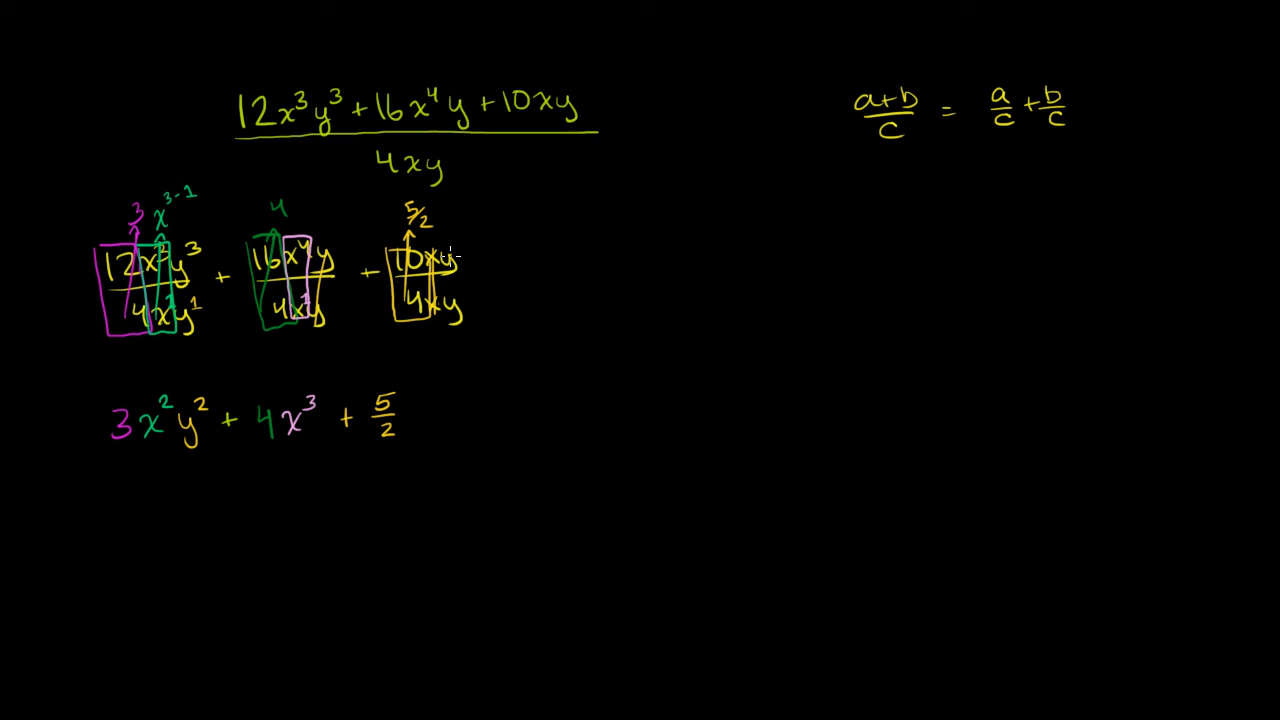 12x³y³ + 16x⁴y + 10xy
4xy
(a+b)/c = a/c + b/c
3 x³⁻¹ 4 5/2
12x³y³ + 16x⁴y + 10xy
4x¹y¹ 4x¹y 4xy
3x²y² + 4x³ + 5/2